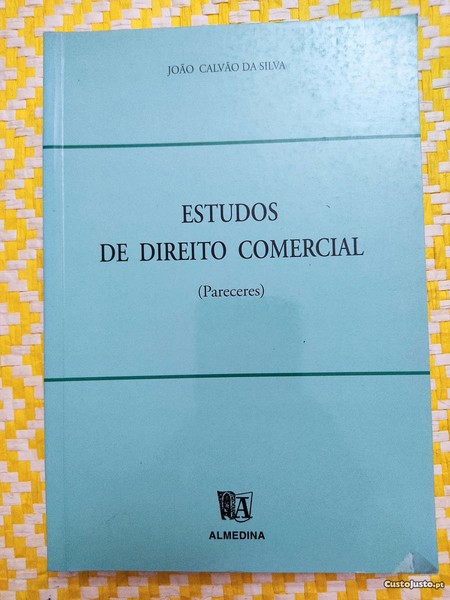 JOÃO CALVÃO DA SILVA
ESTUDOS
DE DIREITO COMERCIAL
(Pareceres)
ALMEDINA
CustoJusto.pt